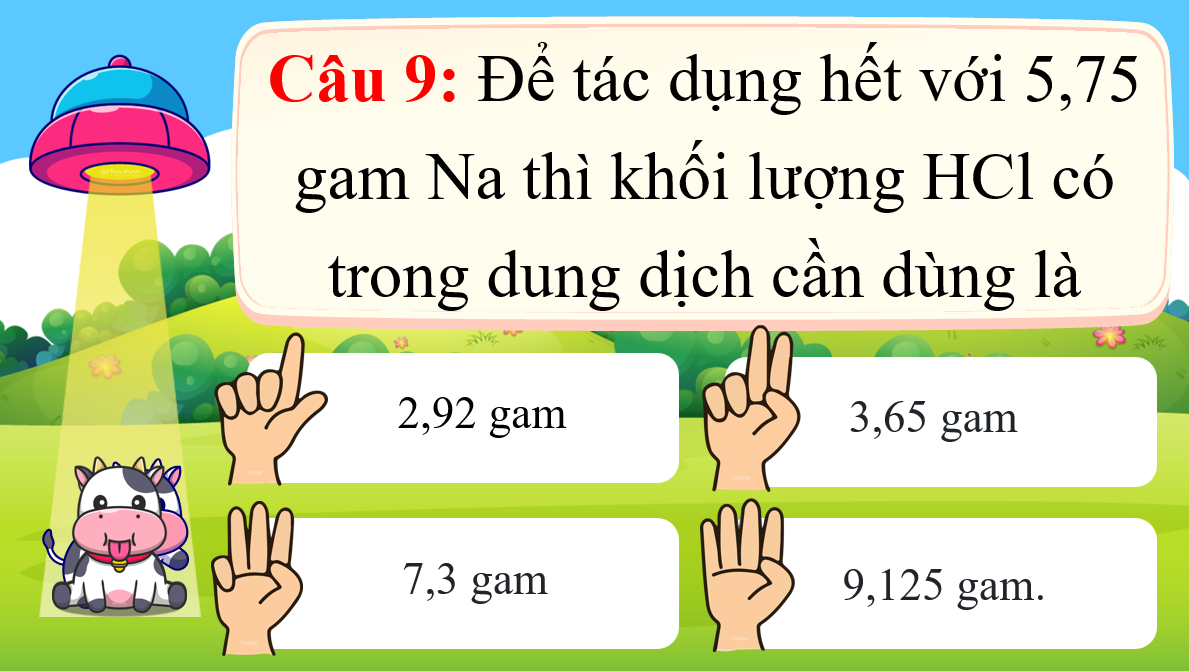 Câu 9: Để tác dụng hết với 5,75
gam Na thì khối lượng HCl có
trong dung dịch cần dùng là
2,92 gam
3,65 gam
7,3 gam
9,125 gam.